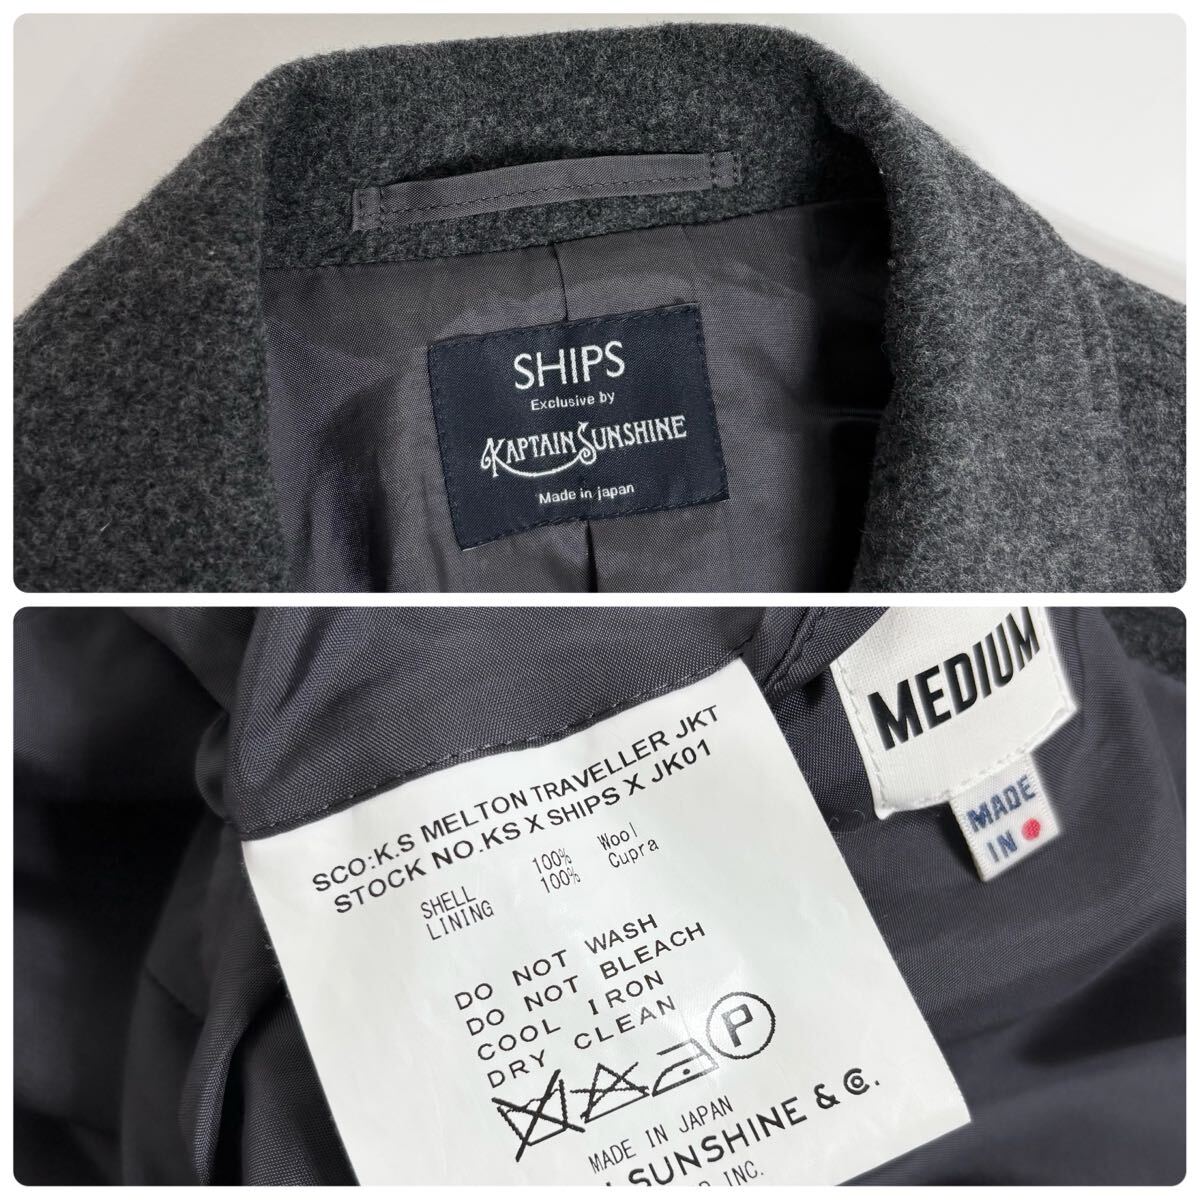 SHIPS
Exclusive by
KAPTAIN SUNSHINE
Made in japan
MEDIUM
MADE
IN
SCO:K.S MELTON TRAVELLER JKT
STOCK NO.KS X SHIPS X JK01
SHELL 100% Wool
LINING 100% Cupra
DO NOT WASH
DO NOT BLEACH
COOL IRON
DRY CLEAN
P
MADE IN JAPAN
SUNSHINE & Co.
INC.